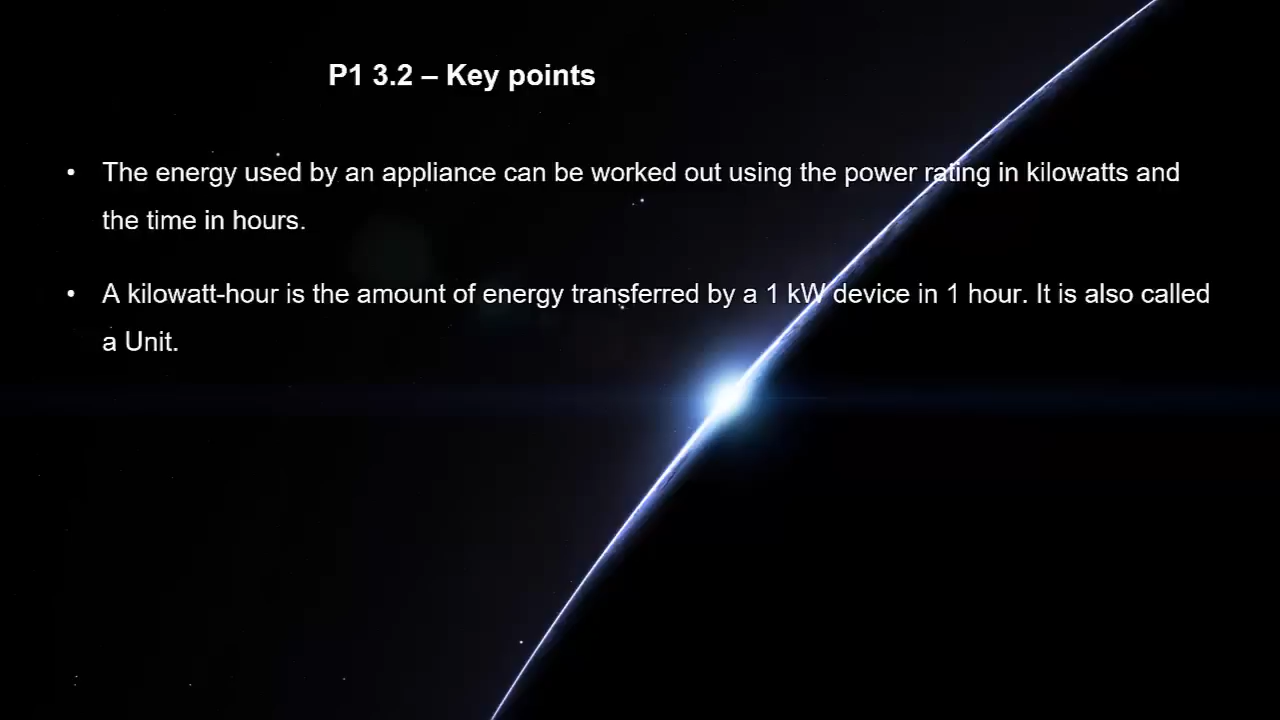 P1 3.2 – Key points
• The energy used by an appliance can be worked out using the power rating in kilowatts and
the time in hours.
• A kilowatt-hour is the amount of energy transferred by a 1 kW device in 1 hour. It is also called
a Unit.